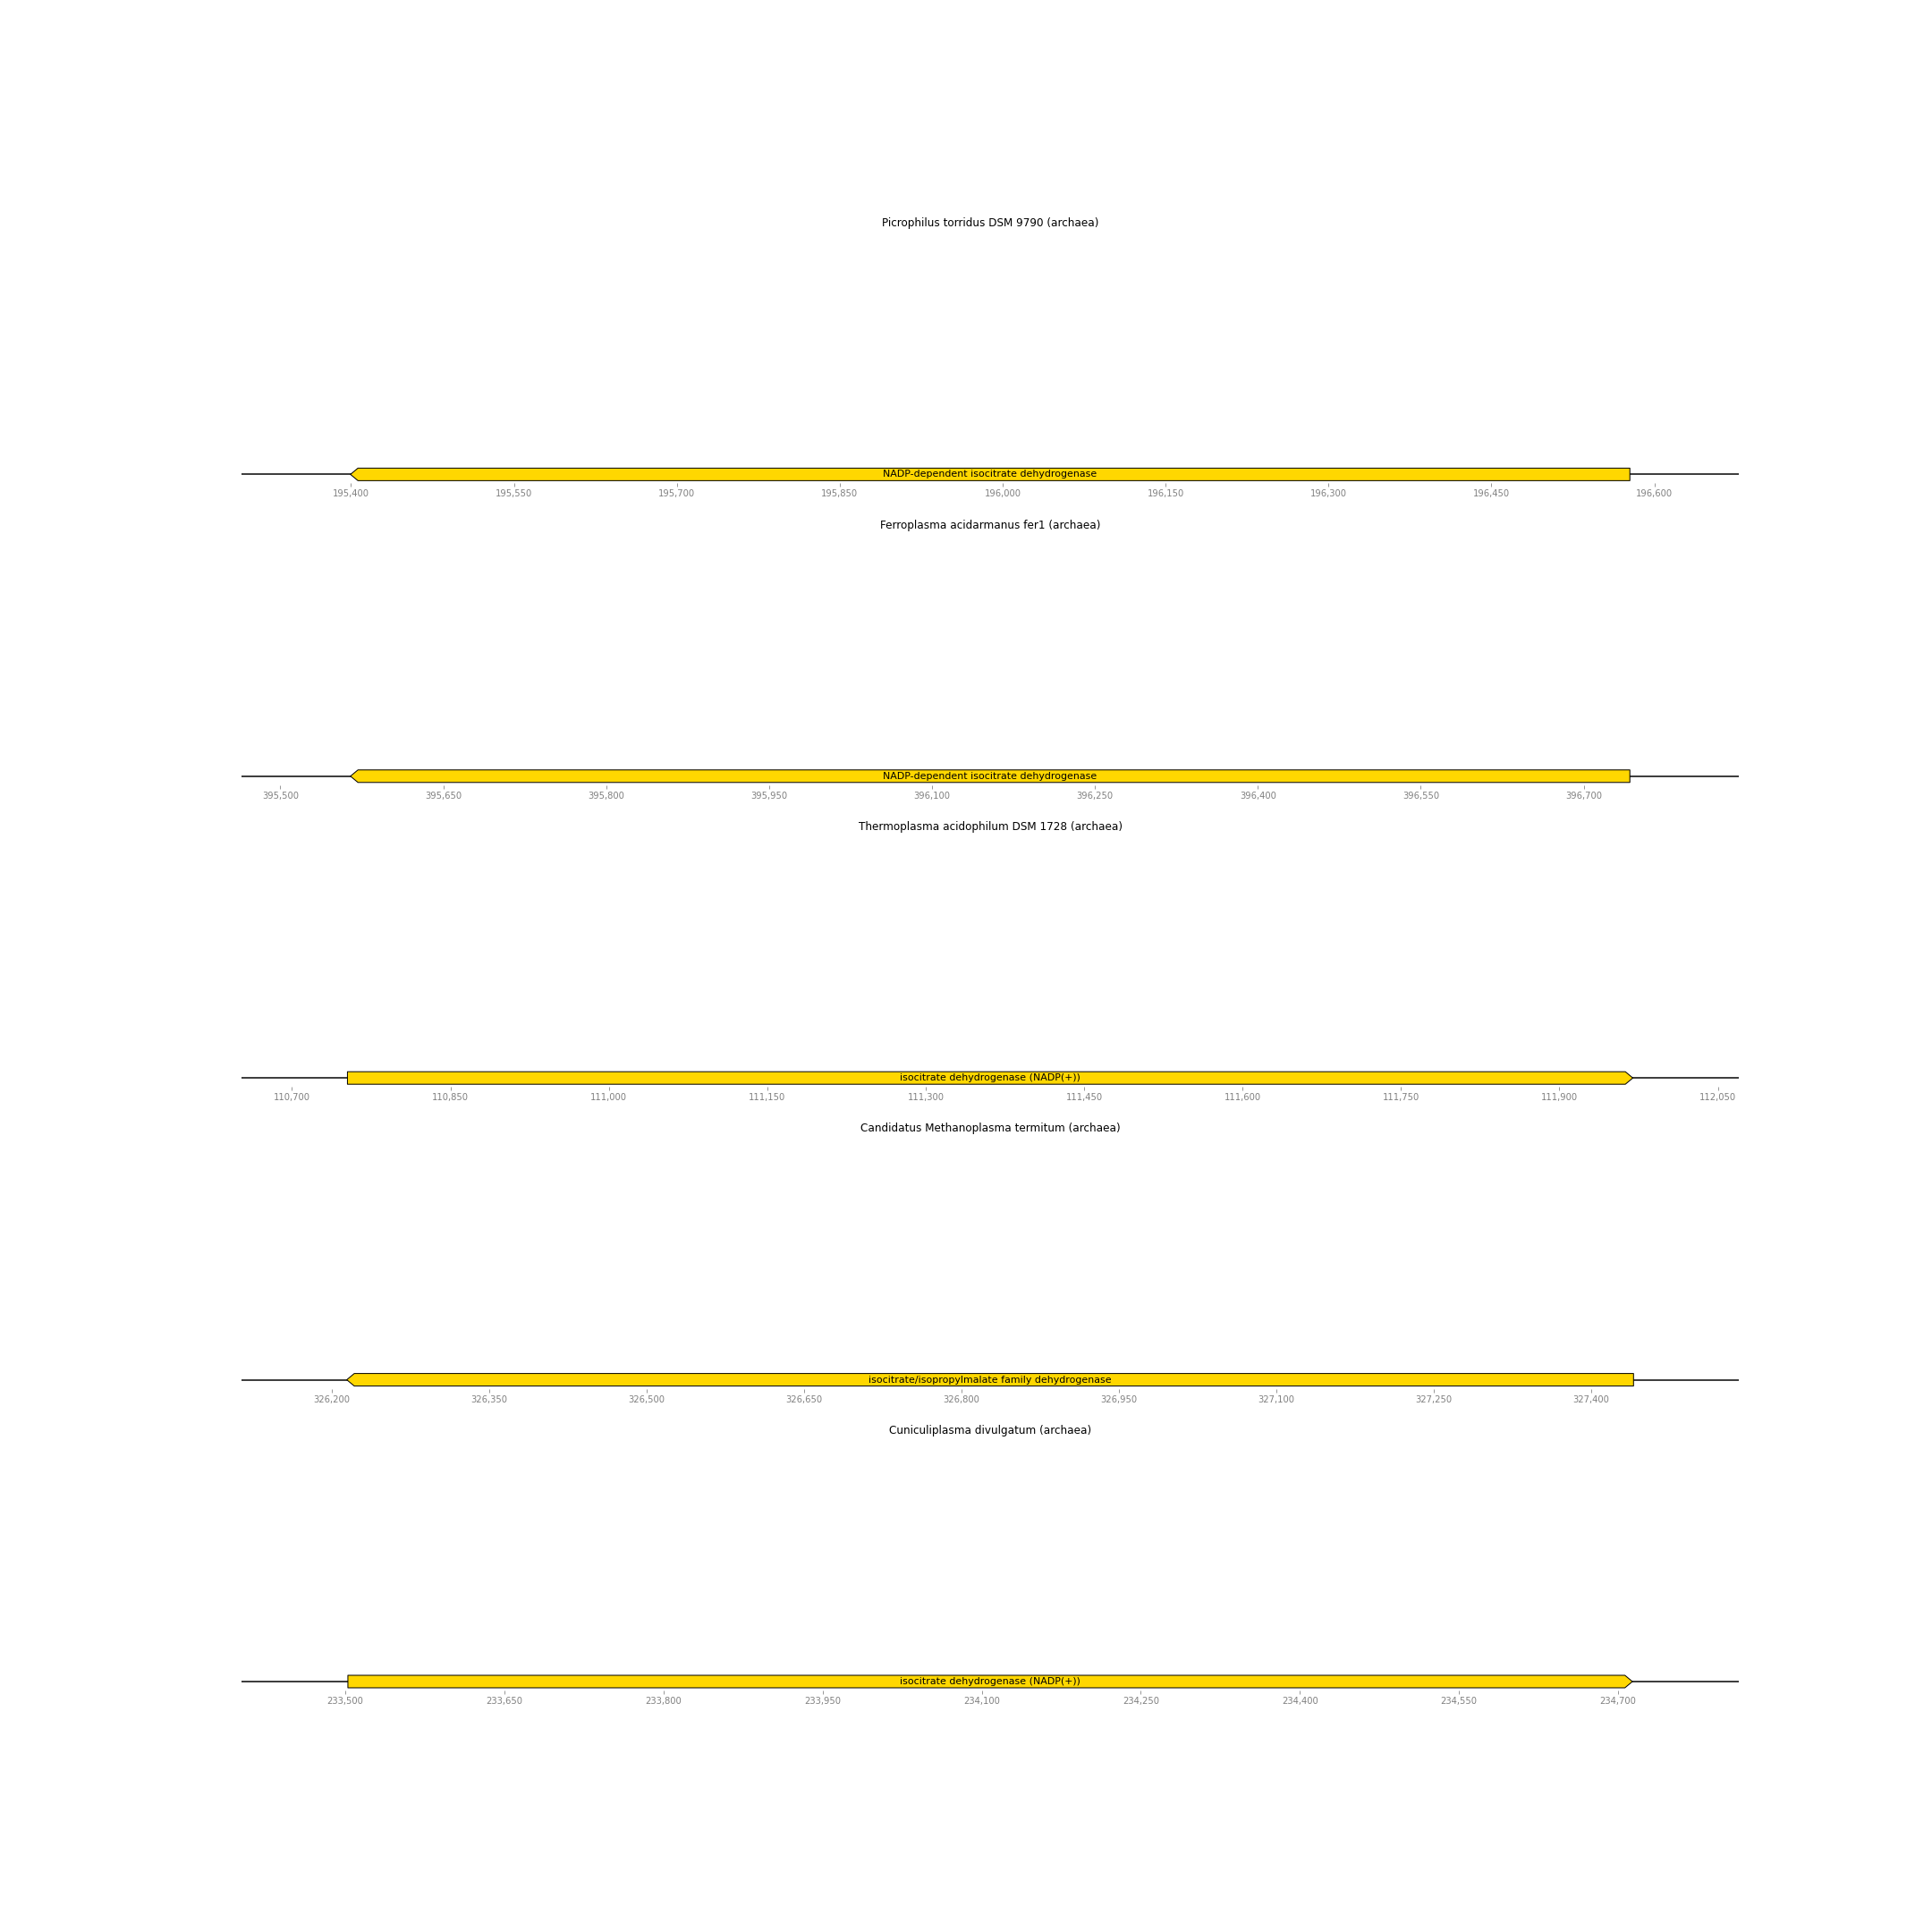 Picrophilus torridus DSM 9790 (archaea)
NADP-dependent isocitrate dehydrogenase
195,400 195,550 195,700 195,850 196,000 196,150 196,300 196,450 196,600
Ferroplasma acidarmanus fer1 (archaea)
NADP-dependent isocitrate dehydrogenase
395,500 395,650 395,800 395,950 396,100 396,250 396,400 396,550 396,700
Thermoplasma acidophilum DSM 1728 (archaea)
isocitrate dehydrogenase (NADP(+))
110,700 110,850 111,000 111,150 111,300 111,450 111,600 111,750 111,900 112,050
Candidatus Methanoplasma termitum (archaea)
isocitrate/isopropylmalate family dehydrogenase
326,200 326,350 326,500 326,650 326,800 326,950 327,100 327,250 327,400
Cuniculiplasma divulgatum (archaea)
isocitrate dehydrogenase (NADP(+))
233,500 233,650 233,800 233,950 234,100 234,250 234,400 234,550 234,700